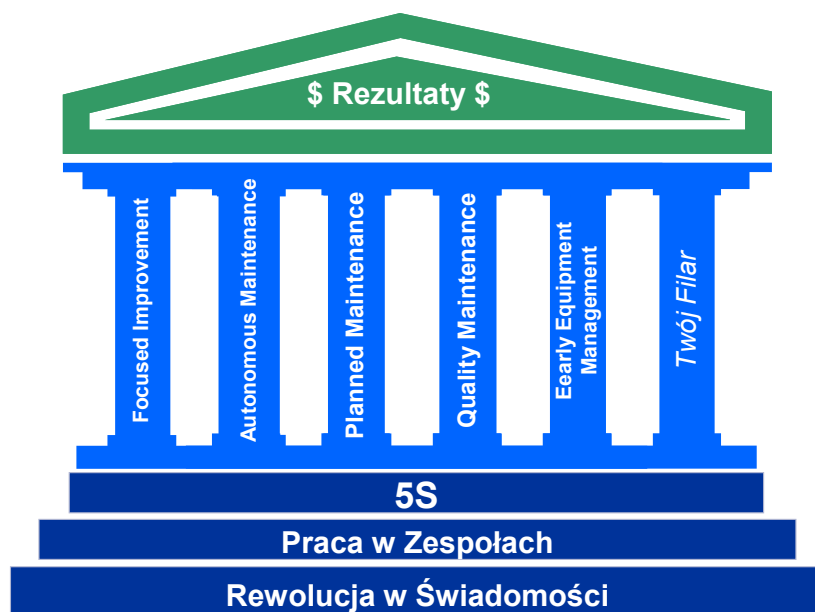 $ Rezultaty $
Focused Improvement
Autonomous Maintenance
Planned Maintenance
Quality Maintenance
Eearly Equipment
Management
Twój Filar
5S
Praca w Zespołach
Rewolucja w Świadomości